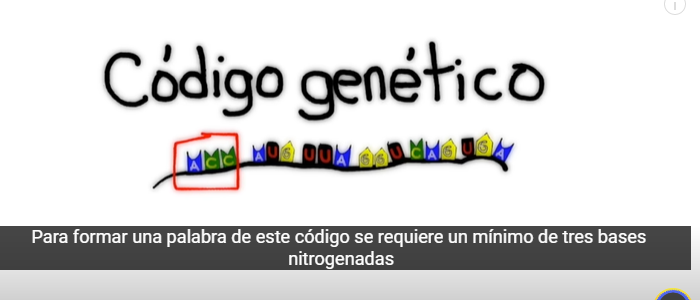 Código genético
ACC AUG UUA GGU CAG UGA
Para formar una palabra de este código se requiere un mínimo de tres bases
nitrogenadas